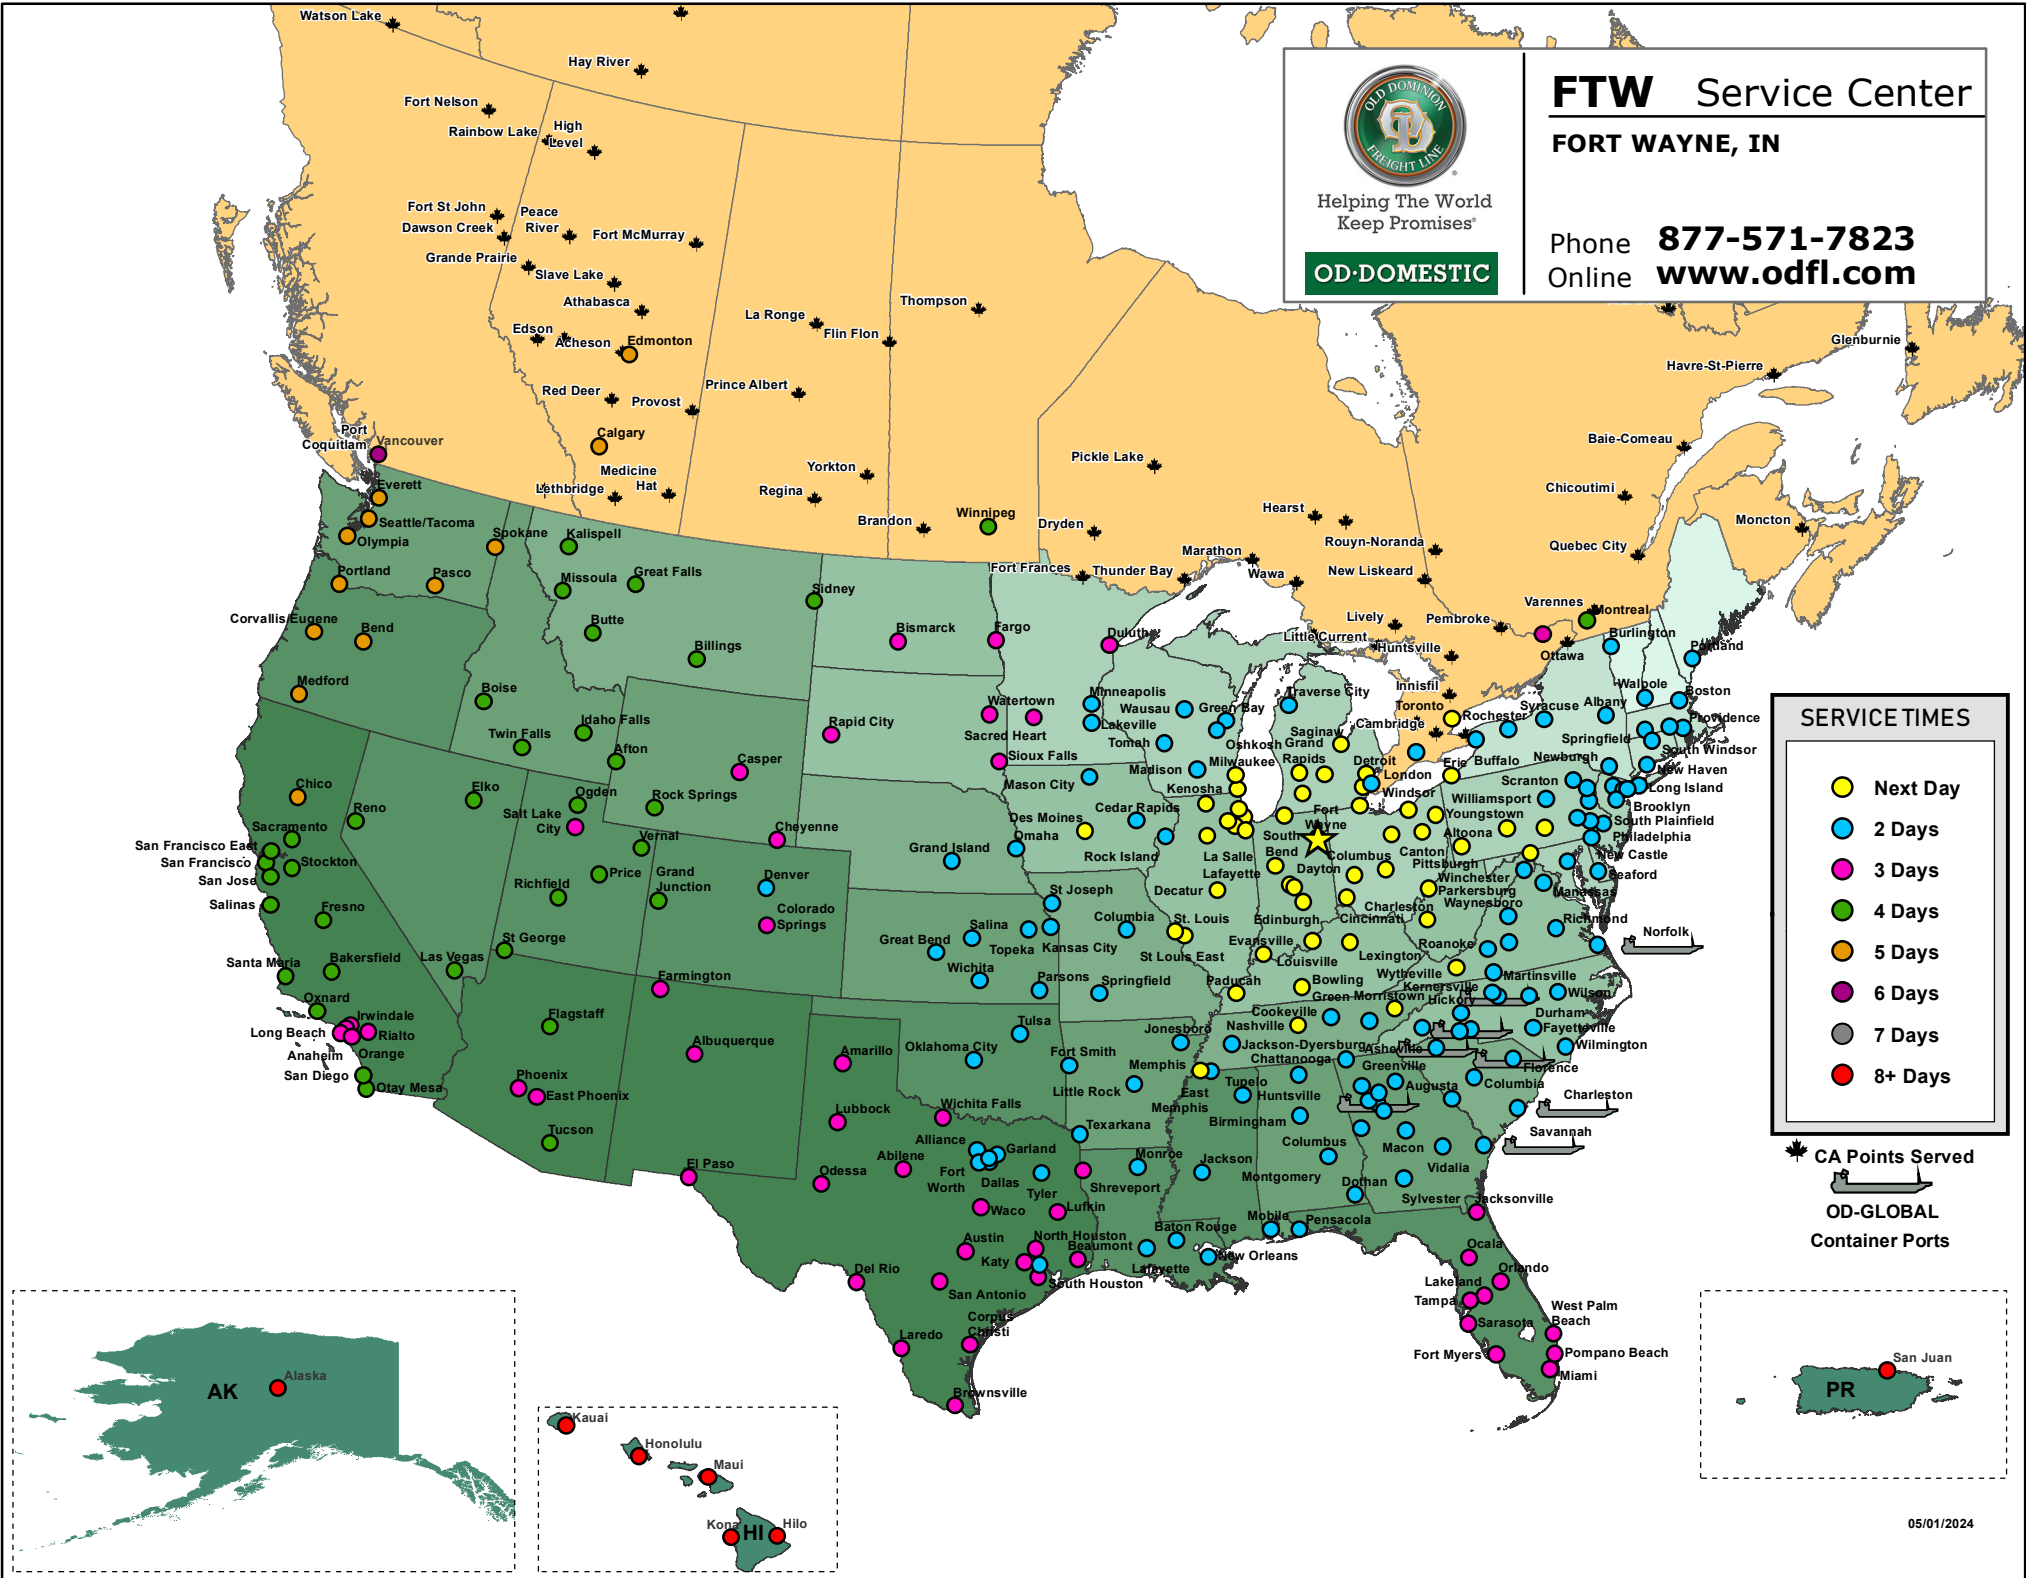 Watson Lake
Hay River
Fort Nelson
Rainbow Lake
High
Level
Fort St John
Dawson Creek
Peace
River
Fort McMurray
Grande Prairie
Slave Lake
Athabasca
Edson
Acheson
Edmonton
La Ronge
Flin Flon
Thompson
Red Deer
Provost
Prince Albert
Calgary
Port
Coquitlam
Vancouver
Medicine
Hat
Lethbridge
Yorkton
Regina
Brandon
Winnipeg
Dryden
Pickle Lake
Fort Frances
Thunder Bay
Marathon
Wawa
Hearst
Rouyn-Noranda
New Liskeard
Lively
Little Current
Pembroke
Huntsville
Innisfil
Toronto
Cambridge
Ottawa
Varennes
Montreal
Quebec City
Chicoutimi
Baie-Comeau
Havre-St-Pierre
Glenburnie
Moncton
London
Windsor
OLD DOMINION
FREIGHT LINE
Helping The World
Keep Promises®
OD·DOMESTIC
FTW Service Center
FORT WAYNE, IN
Phone 877-571-7823
Online www.odfl.com
Everett
Seattle/Tacoma
Olympia
Spokane
Portland
Pasco
Corvallis/Eugene
Bend
Medford
Kalispell
Missoula
Great Falls
Butte
Billings
Sidney
Boise
Idaho Falls
Twin Falls
Afton
Casper
Rock Springs
Cheyenne
Chico
Reno
Elko
Ogden
Salt Lake
City
Vernal
Sacramento
San Francisco East
San Francisco
Stockton
San Jose
Salinas
Fresno
Richfield
Price
Grand
Junction
Denver
Colorado
Springs
St George
Las Vegas
Santa Maria
Bakersfield
Oxnard
Irwindale
Long Beach
Rialto
Anaheim
Orange
San Diego
Otay Mesa
Farmington
Flagstaff
Albuquerque
Phoenix
East Phoenix
Tucson
El Paso
Bismarck
Fargo
Duluth
Rapid City
Watertown
Sacred Heart
Sioux Falls
Minneapolis
Lakeville
Wausau
Green Bay
Tomah
Oshkosh
Madison
Milwaukee
Kenosha
Mason City
Cedar Rapids
Des Moines
Omaha
Grand Island
Rock Island
La Salle
Lafayette
Decatur
St Joseph
Columbia
St. Louis
St Louis East
Salina
Topeka
Kansas City
Great Bend
Wichita
Parsons
Springfield
Traverse City
Saginaw
Grand
Rapids
Detroit
Fort
Wayne
South
Bend
Dayton
Columbus
Canton
Edinburgh
Cincinnati
Evansville
Louisville
Lexington
Paducah
Bowling
Green
Erie
Buffalo
Rochester
Syracuse
Albany
Burlington
Portland
Walpole
Boston
Providence
Springfield
South Windsor
Newburgh
New Haven
Long Island
Scranton
Brooklyn
Williamsport
South Plainfield
Youngstown
Philadelphia
Altoona
Pittsburgh
New Castle
Seaford
Winchester
Manassas
Parkersburg
Waynesboro
Charleston
Richmond
Roanoke
Norfolk
Wytheville
Martinsville
Kernersville
Wilson
Hickory
Durham
Fayetteville
Wilmington
Morristown
Cookeville
Nashville
Jackson-Dyersburg
Chattanooga
Asheville
Greenville
Florence
Columbia
Augusta
Charleston
Savannah
Jonesboro
Memphis
East
Memphis
Tupelo
Huntsville
Birmingham
Columbus
Macon
Vidalia
Montgomery
Dothan
Sylvester
Jacksonville
Tulsa
Oklahoma City
Fort Smith
Little Rock
Amarillo
Lubbock
Wichita Falls
Texarkana
Alliance
Garland
Abilene
Fort
Worth
Dallas
Tyler
Odessa
Waco
Lufkin
Monroe
Shreveport
Jackson
Austin
North Houston
Katy
Beaumont
South Houston
Del Rio
San Antonio
Corpus
Christi
Laredo
Brownsville
Baton Rouge
Lafayette
New Orleans
Mobile
Pensacola
Ocala
Orlando
Lakeland
Tampa
Sarasota
West Palm
Beach
Fort Myers
Pompano Beach
Miami
SERVICE TIMES
Next Day
2 Days
3 Days
4 Days
5 Days
6 Days
7 Days
8+ Days
CA Points Served
OD-GLOBAL
Container Ports
AK
Alaska
Kauai
Honolulu
Maui
Kona
HI
Hilo
San Juan
PR
05/01/2024